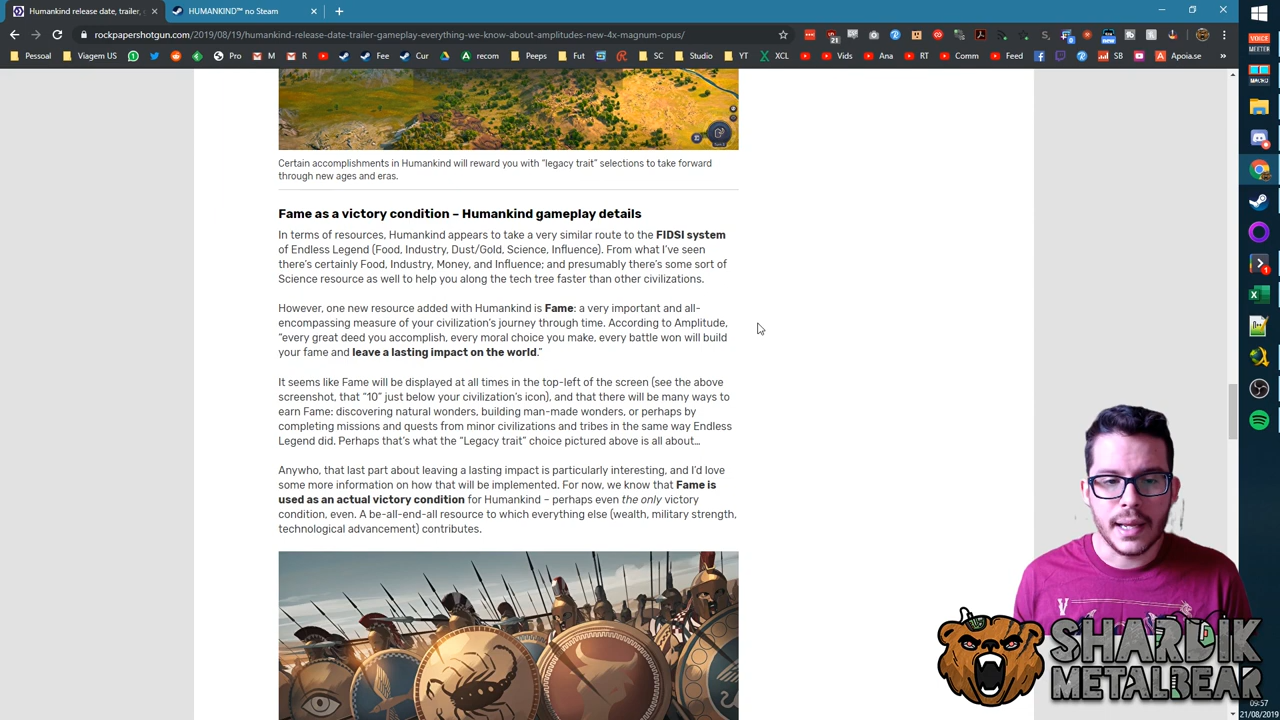 Humankind release date, trailer,
HUMANKIND™ no Steam
rockpapershotgun.com/2019/08/19/humankind-release-date-trailer-gameplay-everything-we-know-about-amplitudes-new-4x-magnum-opus/
Pessoal
Viagem UMS
Pro
M
R
Fee
Cur
recom
Peeps
Fut
SC
Studio
YT
XCL
Vids
Ana
RT
Comm
Feed
SB
Apoia.se
Certain accomplishments in Humankind will reward you with “legacy trait” selections to take forward
through new ages and eras.
Fame as a victory condition – Humankind gameplay details
In terms of resources, Humankind appears to take a very similar route to the FIDSI system
of Endless Legend (Food, Industry, Dust/Gold, Science, Influence). From what I’ve seen
there’s certainly Food, Industry, Money, and Influence; and presumably there’s some sort of
Science resource as well to help you along the tech tree faster than other civilizations.
However, one new resource added with Humankind is Fame: a very important and all-
encompassing measure of your civilization’s journey through time. According to Amplitude,
“every great deed you accomplish, every moral choice you make, every battle won will build
your fame and leave a lasting impact on the world.”
It seems like Fame will be displayed at all times in the top-left of the screen (see the above
screenshot, that “10” just below your civilization’s icon), and that there will be many ways to
earn Fame: discovering natural wonders, building man-made wonders, or perhaps by
completing missions and quests from minor civilizations and tribes in the same way Endless
Legend did. Perhaps that’s what the “Legacy trait” choice pictured above is all about…
Anywho, that last part about leaving a lasting impact is particularly interesting, and I’d love
some more information on how that will be implemented. For now, we know that Fame is
used as an actual victory condition for Humankind – perhaps even the only victory
condition, even. A be-all-end-all resource to which everything else (wealth, military strength,
technological advancement) contributes.
VOICE
MEETER
MACRO
SHARDIK
METALBEAR
09:57
21/08/2019